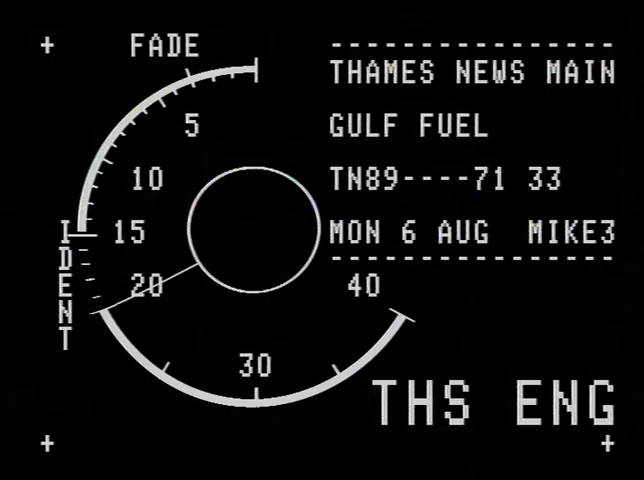 FADE
5
10
15
20
30
40
IDENT
----------------
THAMES NEWS MAIN
GULF FUEL
TN89----71 33
MON 6 AUG MIKE3
----------------
THS ENG